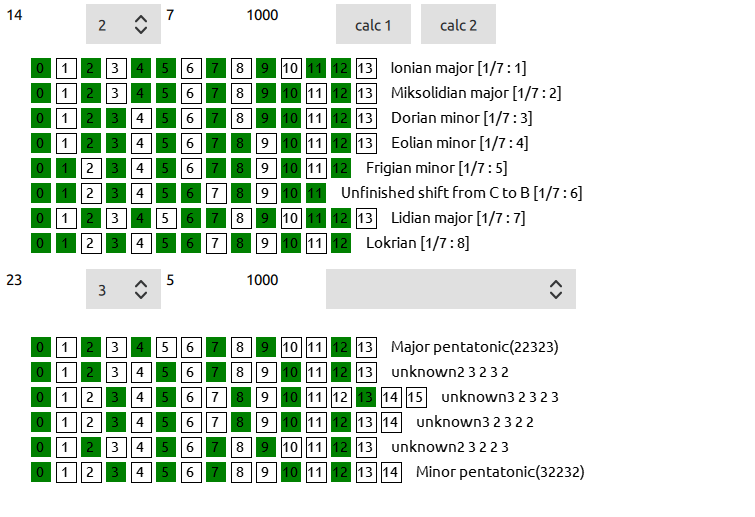 14 2 7 1000 calc 1 calc 2
0 1 2 3 4 5 6 7 8 9 10 11 12 13 Ionian major [1/7 : 1]
0 1 2 3 4 5 6 7 8 9 10 11 12 13 Miksolidian major [1/7 : 2]
0 1 2 3 4 5 6 7 8 9 10 11 12 13 Dorian minor [1/7 : 3]
0 1 2 3 4 5 6 7 8 9 10 11 12 13 Eolian minor [1/7 : 4]
0 1 2 3 4 5 6 7 8 9 10 11 12 Frigian minor [1/7 : 5]
0 1 2 3 4 5 6 7 8 9 10 11 Unfinished shift from C to B [1/7 : 6]
0 1 2 3 4 5 6 7 8 9 10 11 12 13 Lidian major [1/7 : 7]
0 1 2 3 4 5 6 7 8 9 10 11 12 Lokrian [1/7 : 8]
23 3 5 1000
0 1 2 3 4 5 6 7 8 9 10 11 12 13 Major pentatonic(22323)
0 1 2 3 4 5 6 7 8 9 10 11 12 13 unknown2 3 2 3 2
0 1 2 3 4 5 6 7 8 9 10 11 12 13 14 15 unknown3 2 3 2 3
0 1 2 3 4 5 6 7 8 9 10 11 12 13 14 unknown3 2 3 2 2
0 1 2 3 4 5 6 7 8 9 10 11 12 13 unknown2 3 2 2 3
0 1 2 3 4 5 6 7 8 9 10 11 12 13 14 Minor pentatonic(32232)